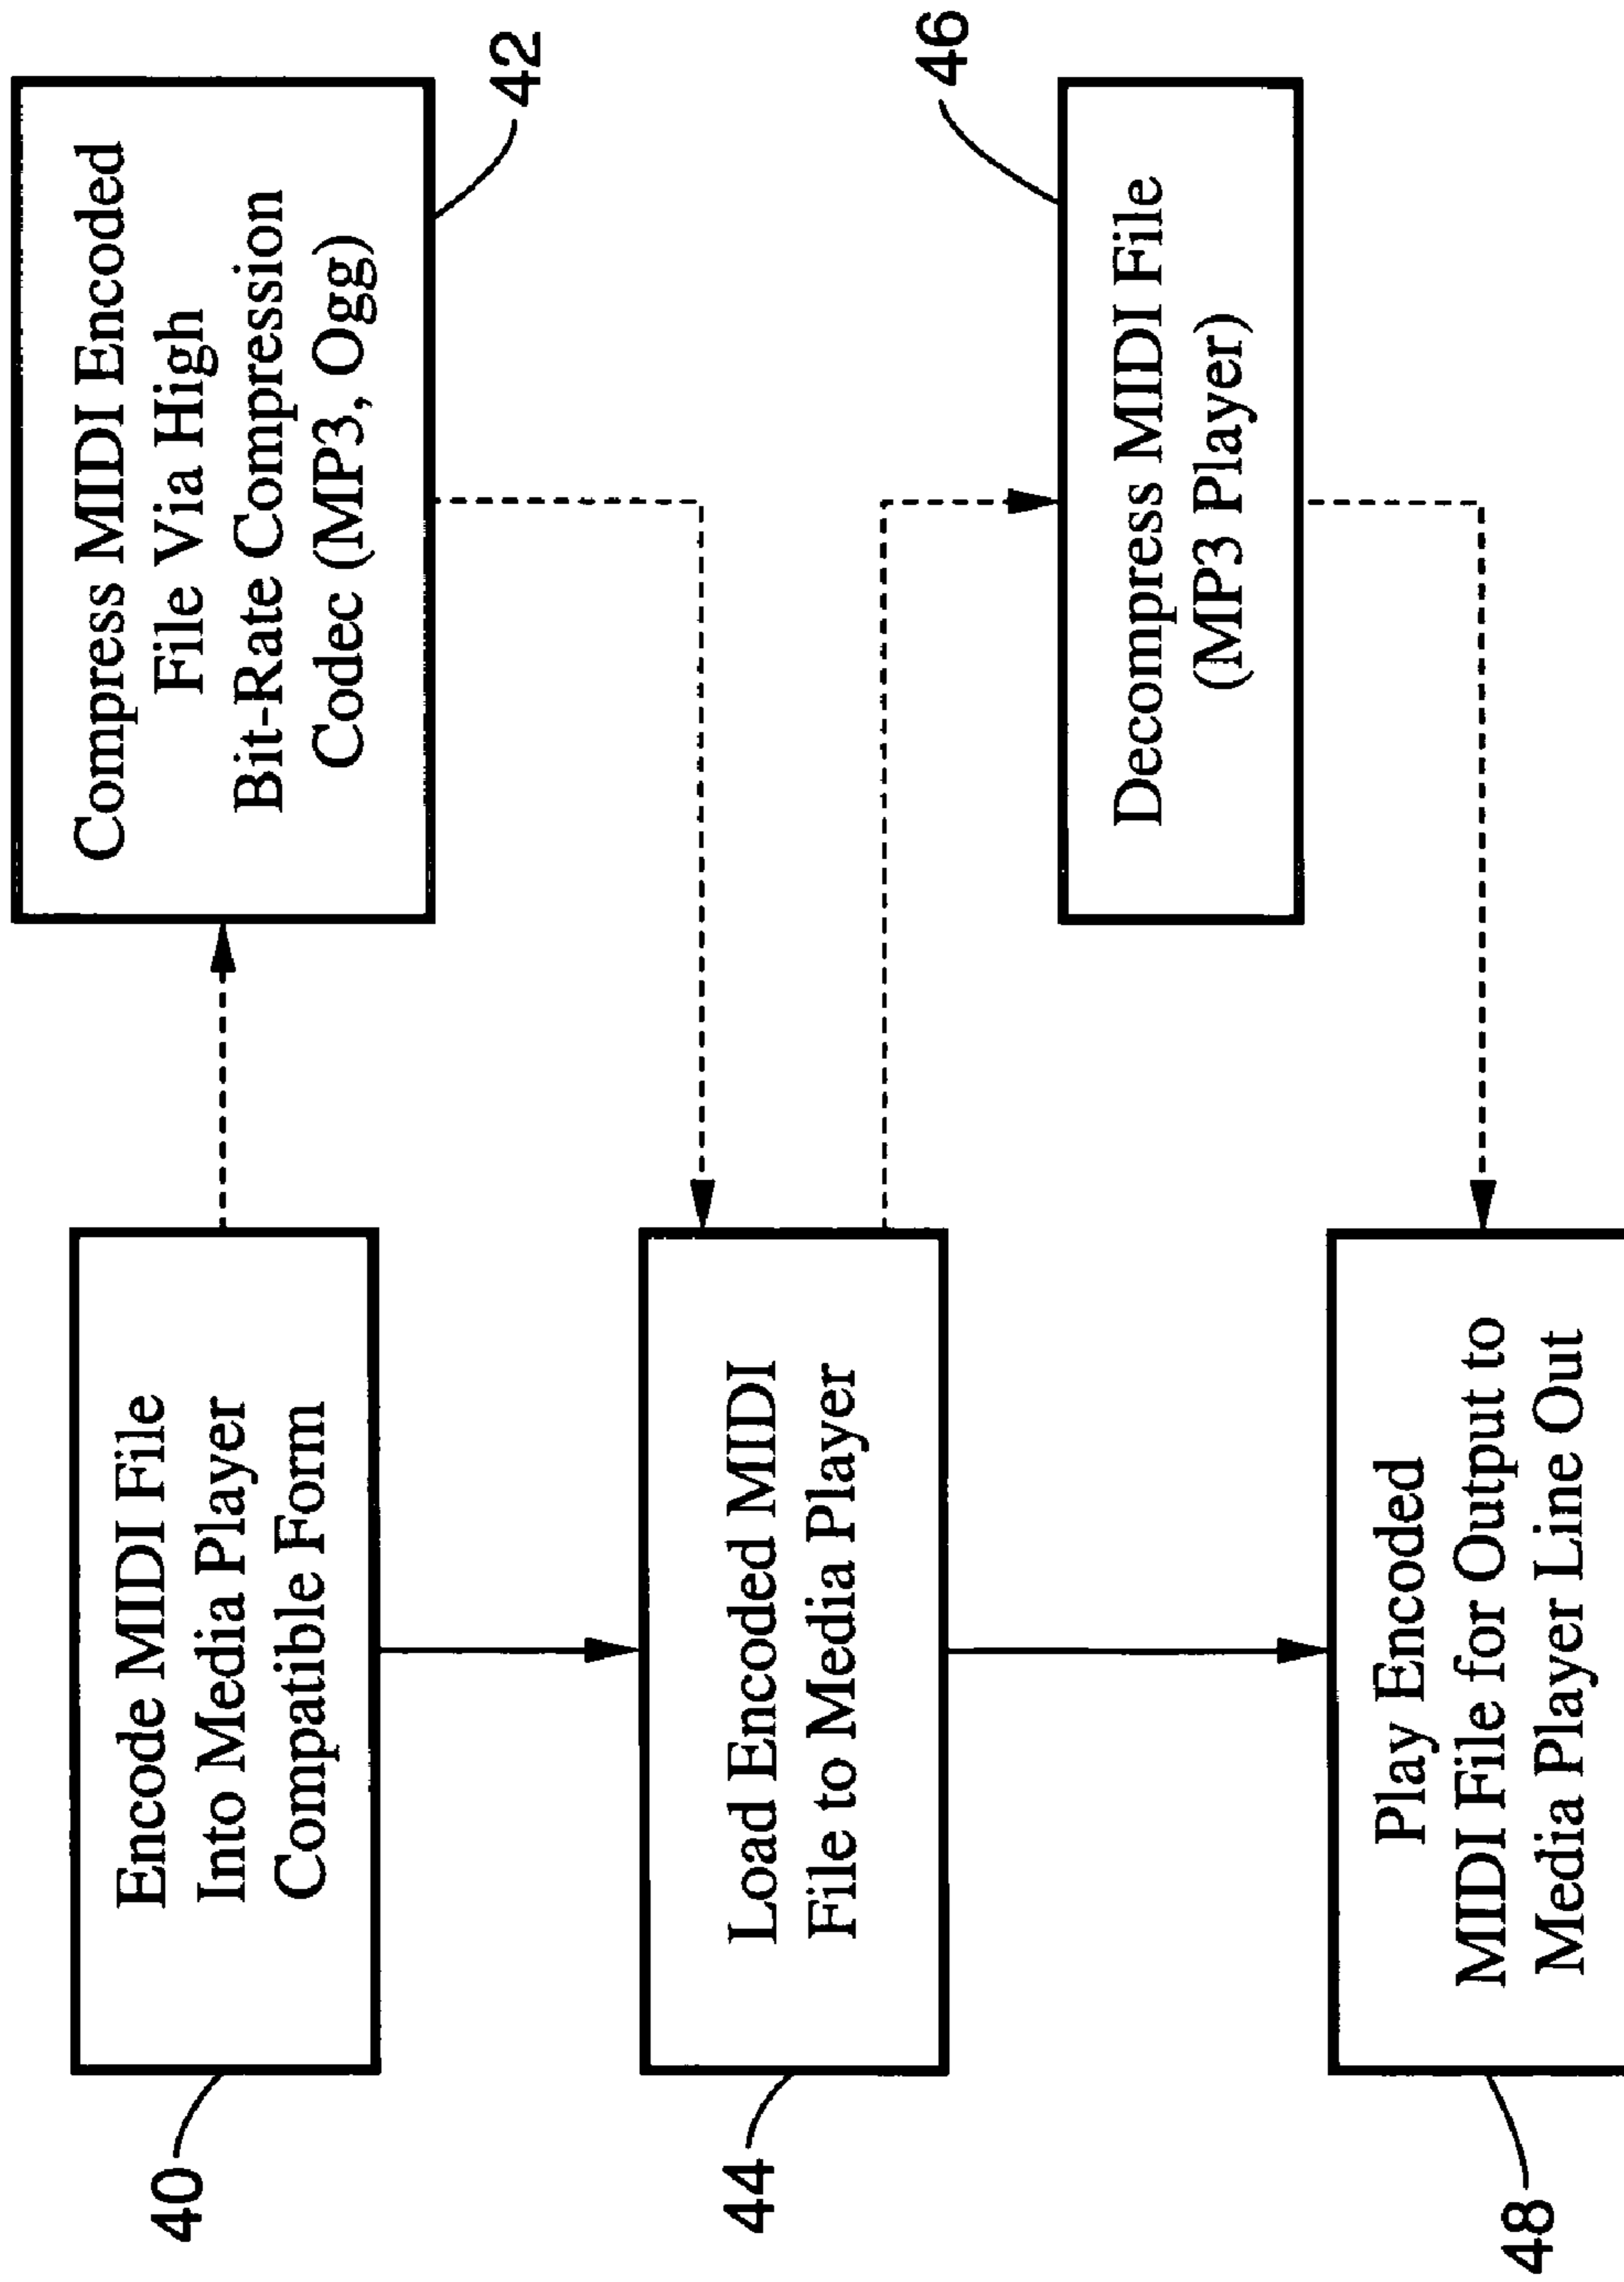 40
Encode MIDI File
Into Media Player
Compatible Form
Compress MIDI Encoded
File Via High
Bit-Rate Compression
Codec (MP3, Ogg)
42
44
Load Encoded MIDI
File to Media Player
46
Decompress MIDI File
(MP3 Player)
48
Play Encoded
MIDI File for Output to
Media Player Line Out